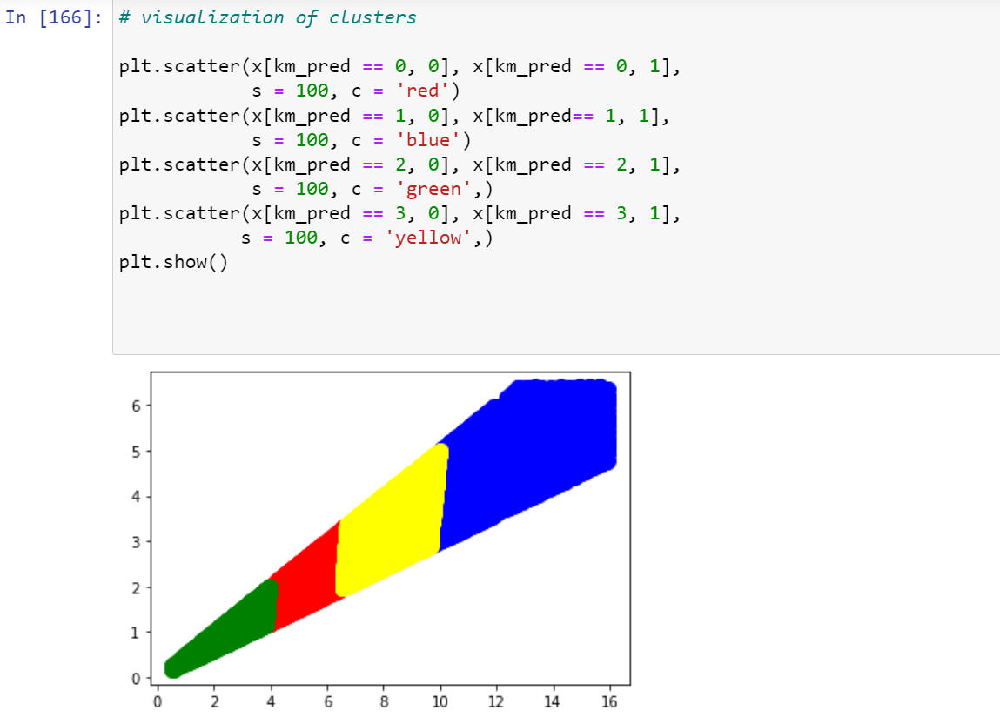 In [166]: # visualization of clusters
plt.scatter(x[km_pred == 0, 0], x[km_pred == 0, 1],
            s = 100, c = 'red')
plt.scatter(x[km_pred == 1, 0], x[km_pred== 1, 1],
            s = 100, c = 'blue')
plt.scatter(x[km_pred == 2, 0], x[km_pred == 2, 1],
            s = 100, c = 'green',)
plt.scatter(x[km_pred == 3, 0], x[km_pred == 3, 1],
           s = 100, c = 'yellow',)
plt.show()
6
5
4
3
2
1
0
0 2 4 6 8 10 12 14 16